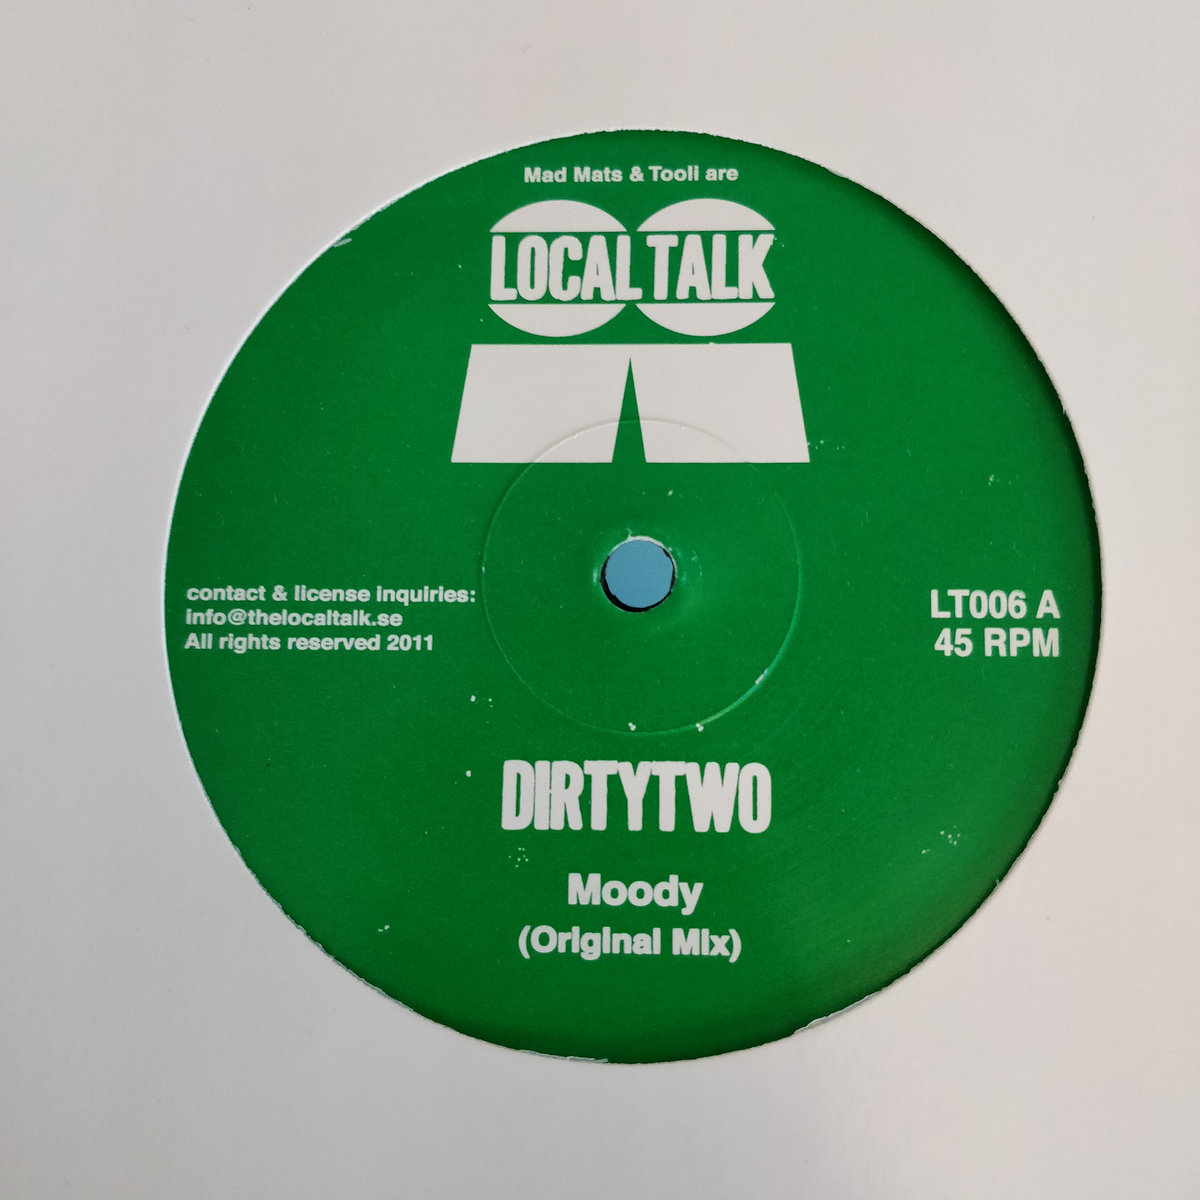 Mad Mats & Tooli are
LOCAL TALK
contact & license inquiries:
info@thelocaltalk.se
All rights reserved 2011
LT006 A
45 RPM
DIRTYTWO
Moody
(Original Mix)